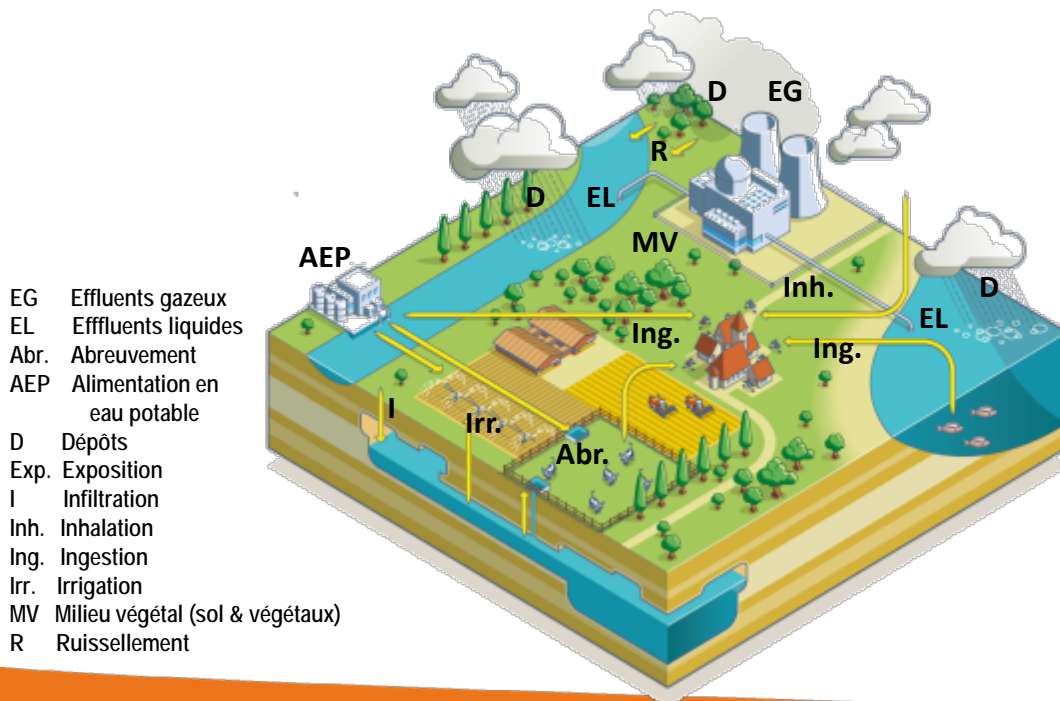 D EG
R
D EL
MV
AEP
Inh.
D
EL
Ing.
Ing.
I
Irr.
Abr.
EG Effluents gazeux
EL Efffluents liquides
Abr. Abreuvement
AEP Alimentation en
eau potable
D Dépôts
Exp. Exposition
I Infiltration
Inh. Inhalation
Ing. Ingestion
Irr. Irrigation
MV Milieu végétal (sol & végétaux)
R Ruissellement